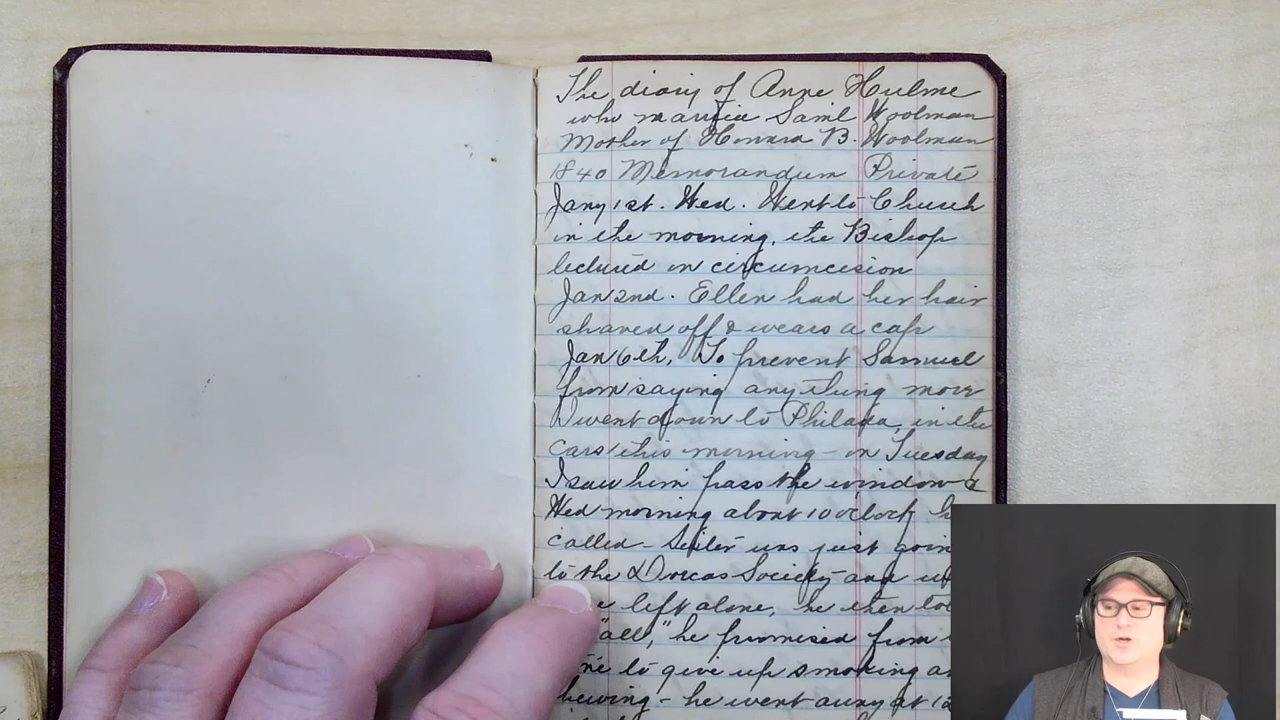 The diary of Anne Hulme
who married Saml Woolman
Mother of Howard B. Woolman
1840 Memorandum Private
Jany 1st. Wed. Went to Church
in the morning, the Bishop
lectured on circumcision
Jan 2nd. Ellen had her hair
shaved off & wears a cap
Jan 6th, To prevent Samuel
from saying anything more
I went down to Philada, in the
cars this morning - on Tuesday
I saw him pass the window &
Wed morning about 10 oclock
called - Sister was just goin
to the Dorcas Society and
left alone, he then
"all," he promised from
to give up smoking
- he went away at 12